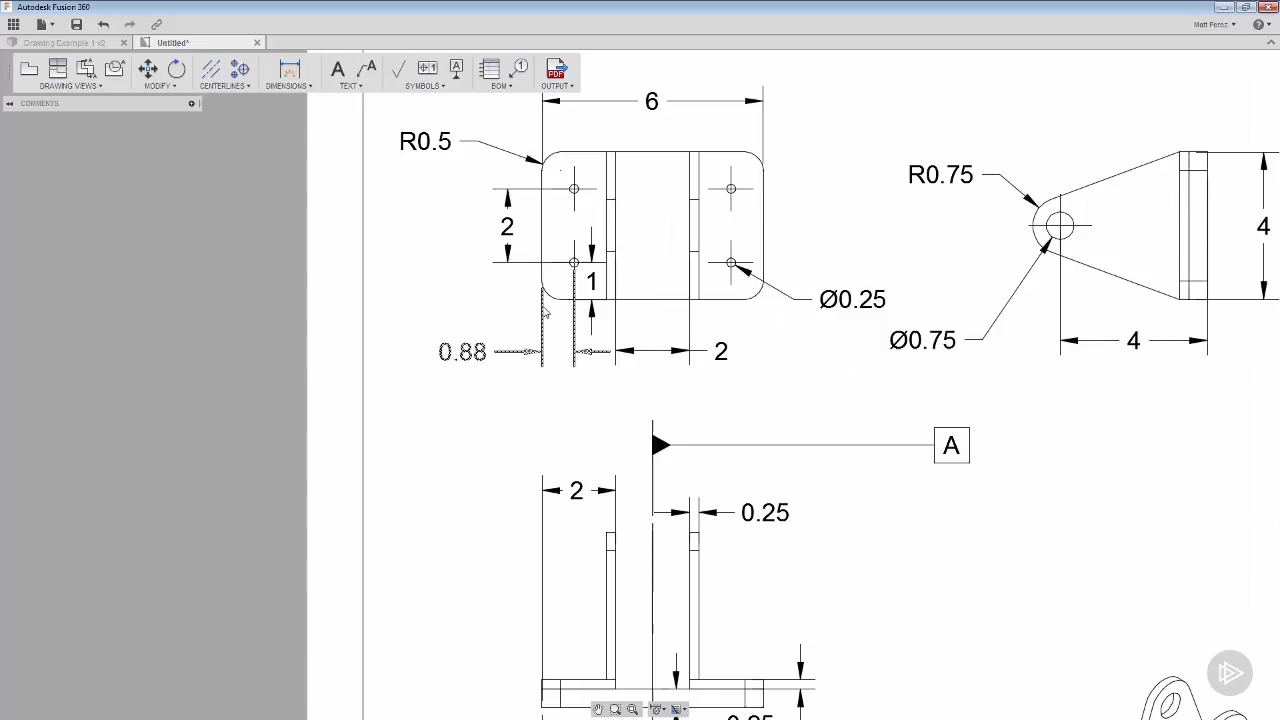 Autodesk Fusion 360
Matt Perez
Drawing Example 1 v2
Untitled*
DRAWING VIEWS
MODIFY
CENTERLINES
DIMENSIONS
TEXT
SYMBOLS
BOM
OUTPUT
COMMENTS
6
R0.5
R0.75
2
4
1
Ø0.25
Ø0.75
4
0.88
2
A
2
0.25